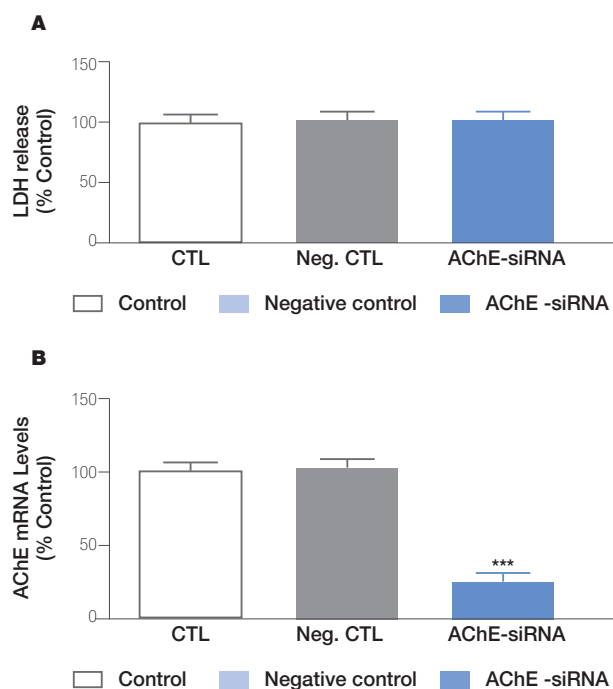 A
LDH release
(% Control)
150
100
50
0
CTL Neg. CTL AChE-siRNA
Control Negative control AChE -siRNA
B
AChE mRNA Levels
(% Control)
150
100
50
0
***
CTL Neg. CTL AChE-siRNA
Control Negative control AChE -siRNA